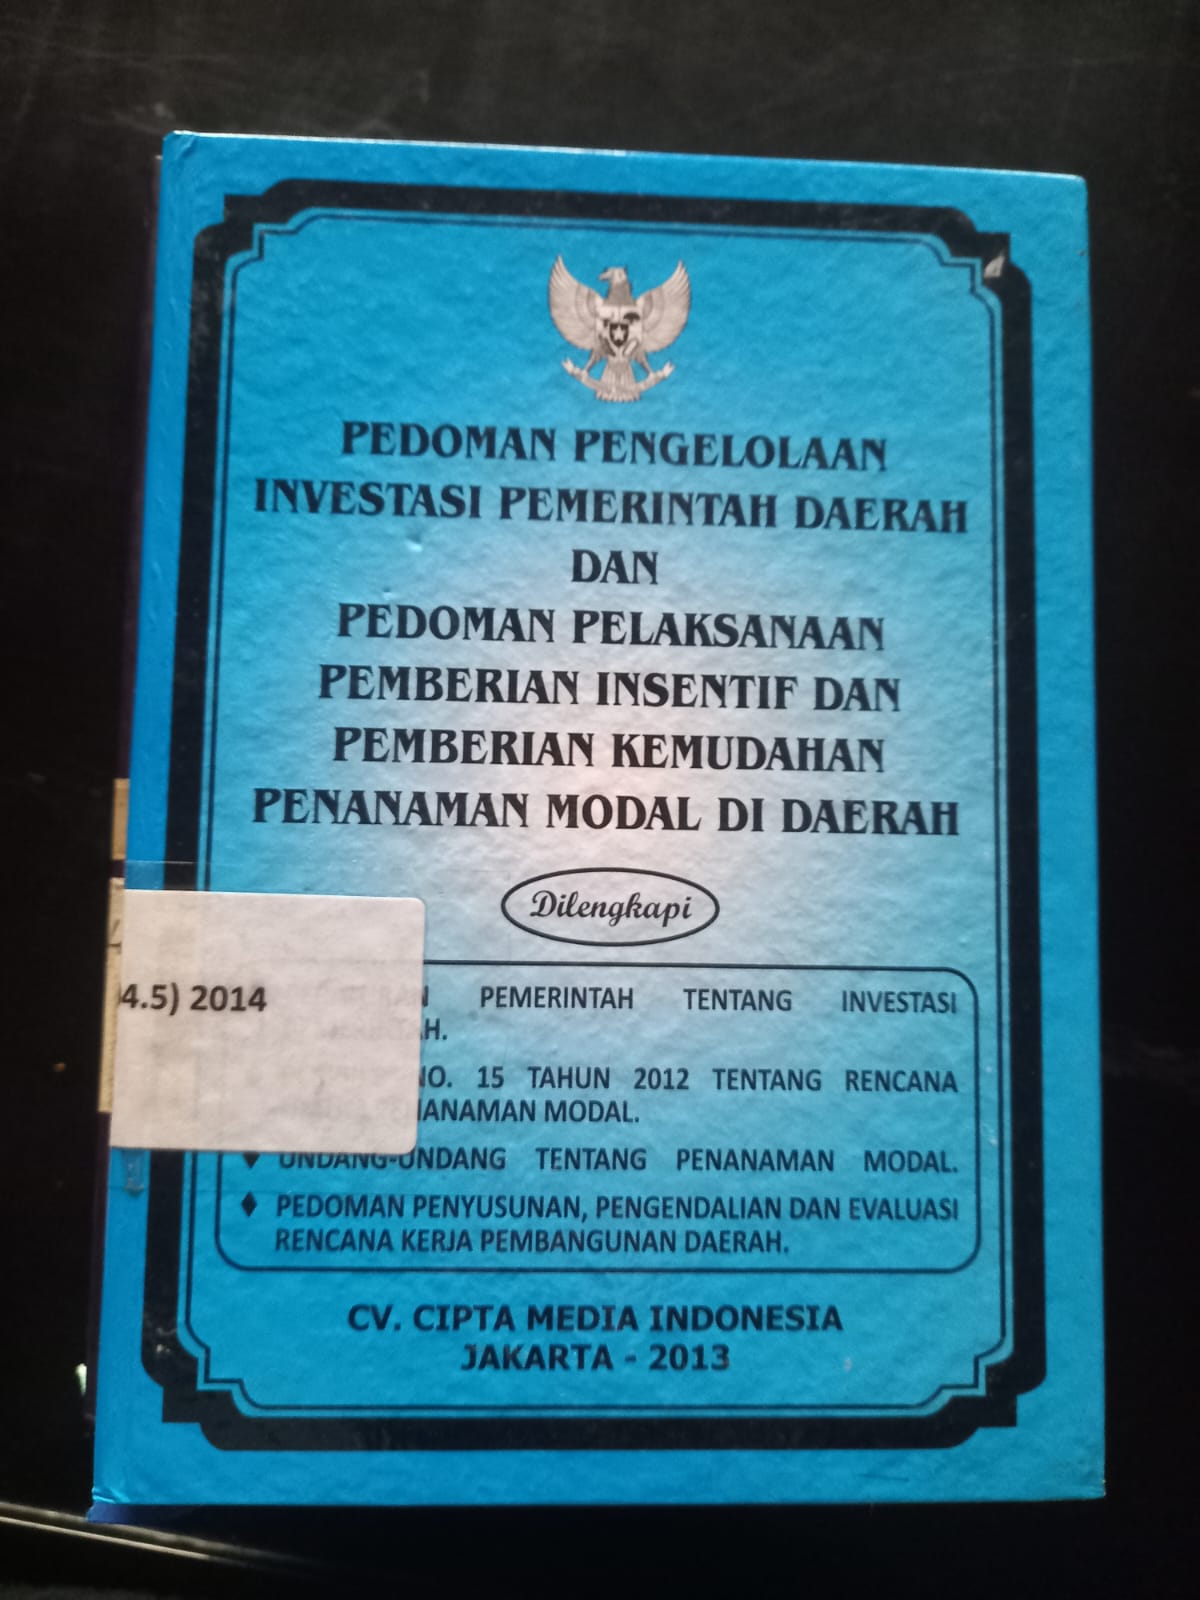 PEDOMAN PENGELOLAAN
INVESTASI PEMERINTAH DAERAH
DAN
PEDOMAN PELAKSANAAN
PEMBERIAN INSENTIF DAN
PEMBERIAN KEMUDAHAN
PENANAMAN MODAL DI DAERAH
Dilengkapi
4.5) 2014
PEMERINTAH TENTANG INVESTASI
NO. 15 TAHUN 2012 TENTANG RENCANA
PENANAMAN MODAL.
UNDANG-UNDANG TENTANG PENANAMAN MODAL.
PEDOMAN PENYUSUNAN, PENGENDALIAN DAN EVALUASI
RENCANA KERJA PEMBANGUNAN DAERAH.
CV. CIPTA MEDIA INDONESIA
JAKARTA - 2013